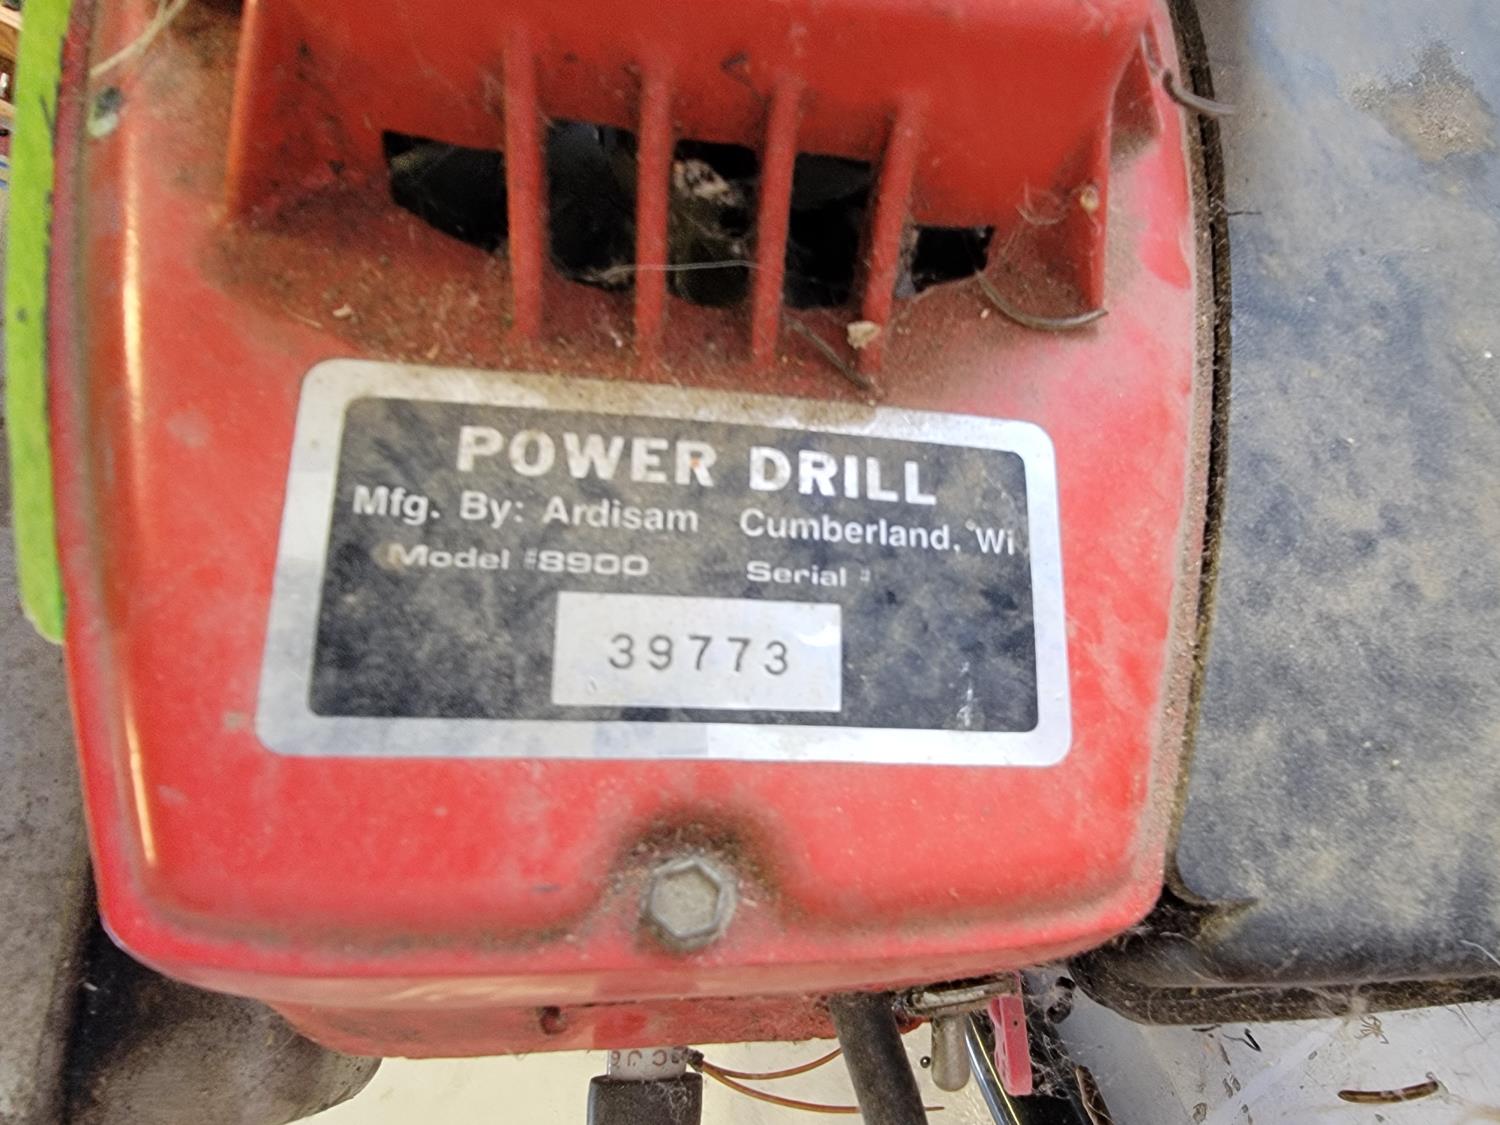 POWER DRILL
Mfg. By: Ardisam Cumberland, Wi
Model #8900 Serial #
39773